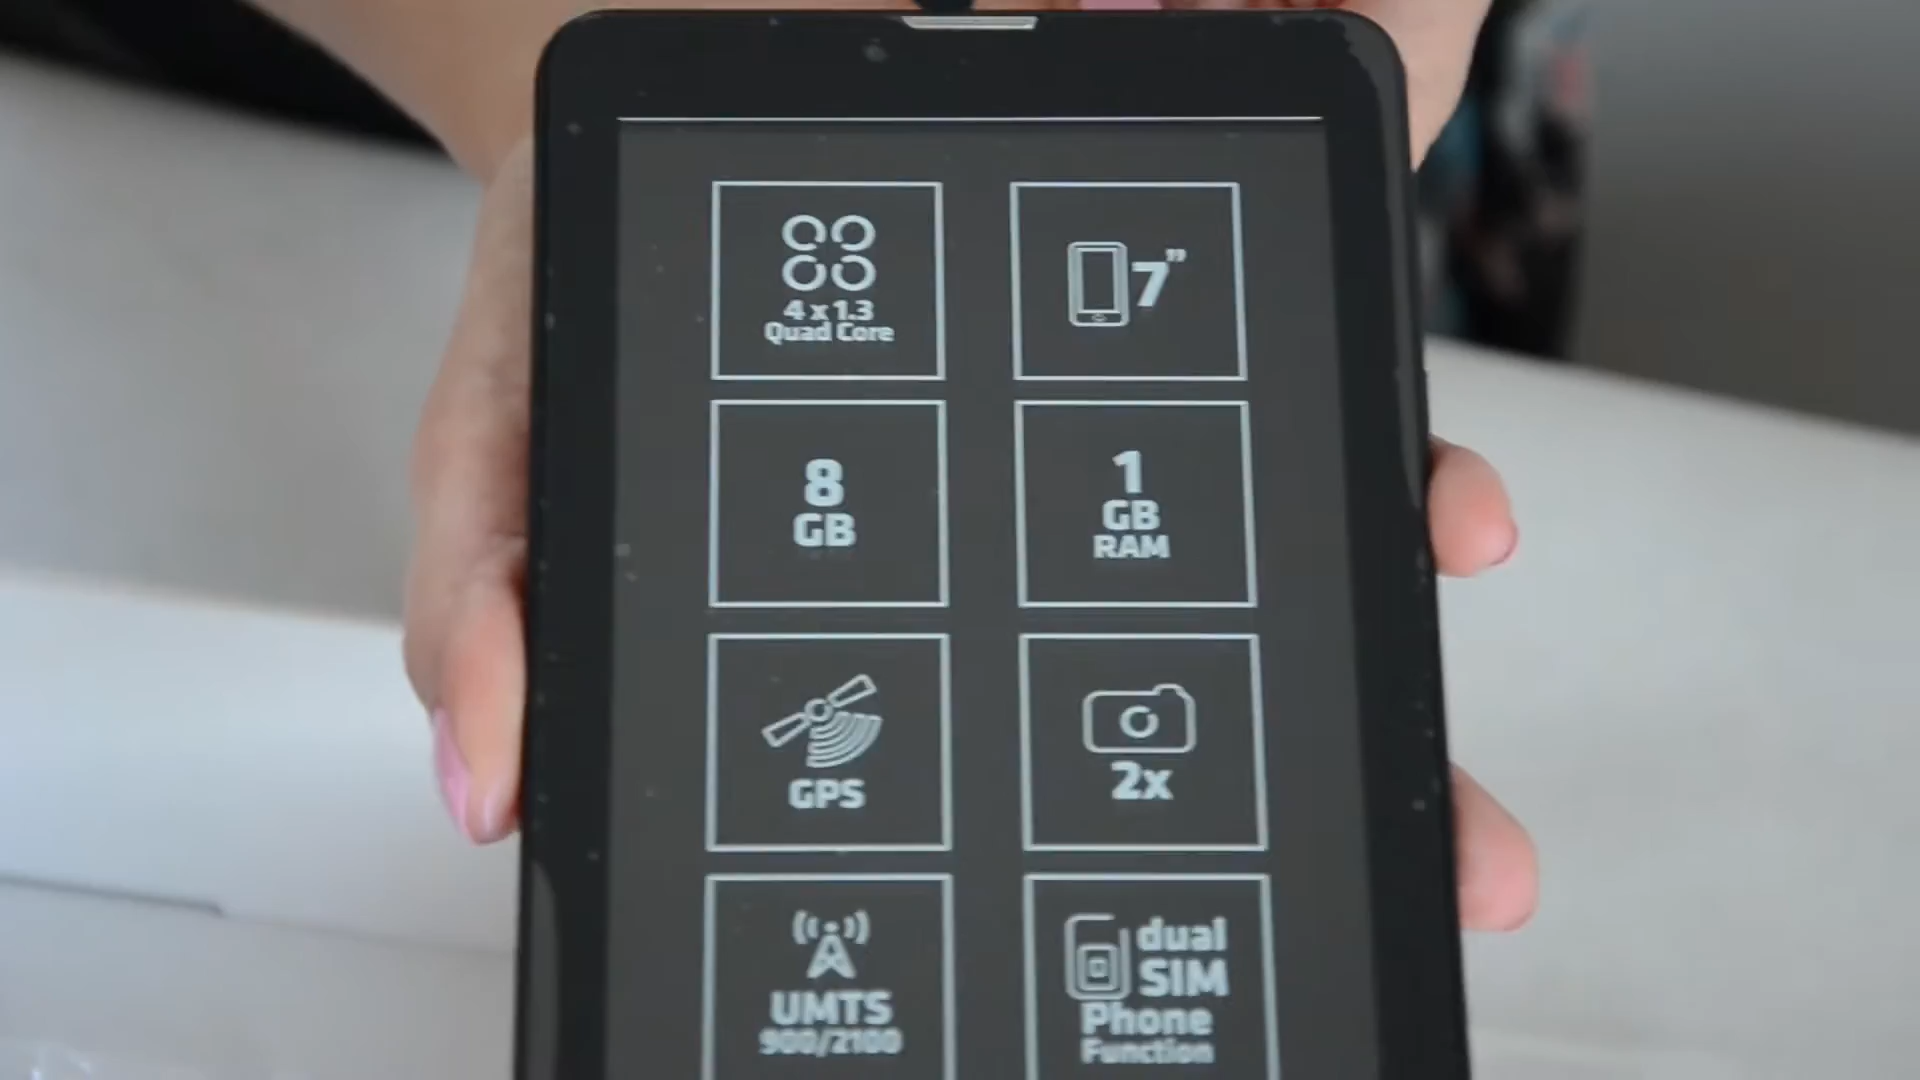 4 x 1.3
Quad Core
7"
8
GB
1
GB
RAM
GPS
2x
UMTS
900/2100
dual
SIM
Phone
Function